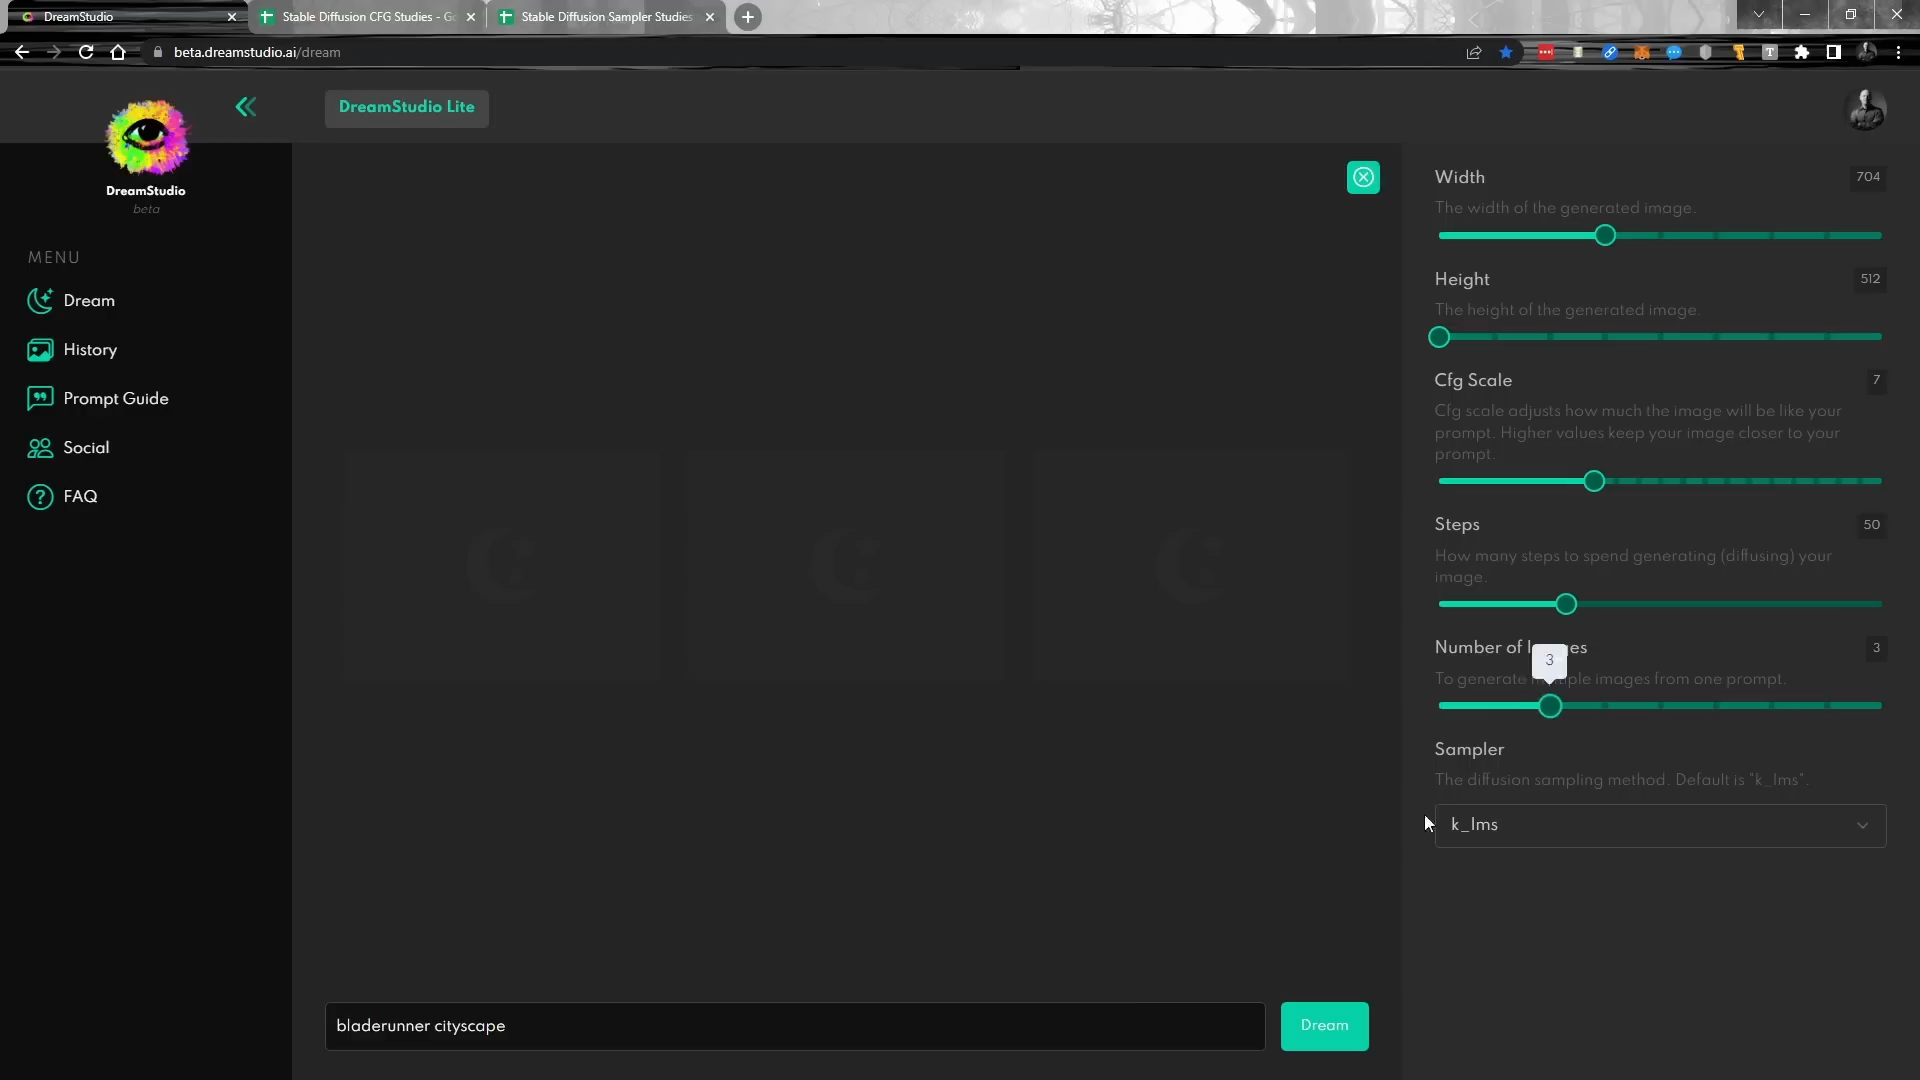 DreamStudio
Stable Diffusion CFG Studies - Go
Stable Diffusion Sampler Studies
beta.dreamstudio.ai/dream
DreamStudio
beta
DreamStudio Lite
MENU
Dream
History
Prompt Guide
Social
FAQ
Width
704
The width of the generated image.
Height
512
The height of the generated image.
Cfg Scale
7
Cfg scale adjusts how much the image will be like your
prompt. Higher values keep your image closer to your
prompt.
Steps
50
How many steps to spend generating (diffusing) your
image.
Number of I es
3
3
To generate m tiple images from one prompt.
Sampler
The diffusion sampling method. Default is "k_lms".
k_lms
bladerunner cityscape
Dream